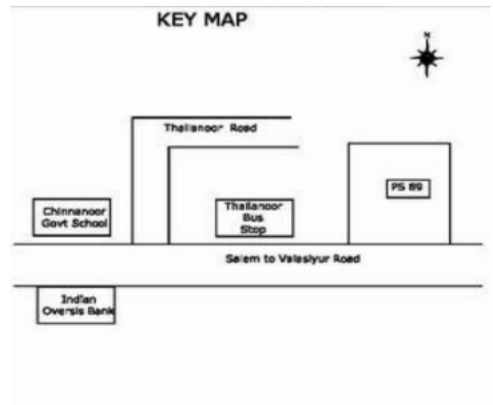 KEY MAP
N
Thallanoor Road
PS 89
Chinnanoor
Govt School
Thallanoor
Bus
Stop
Salem to Valasiyur Road
Indian
Oversis Bank